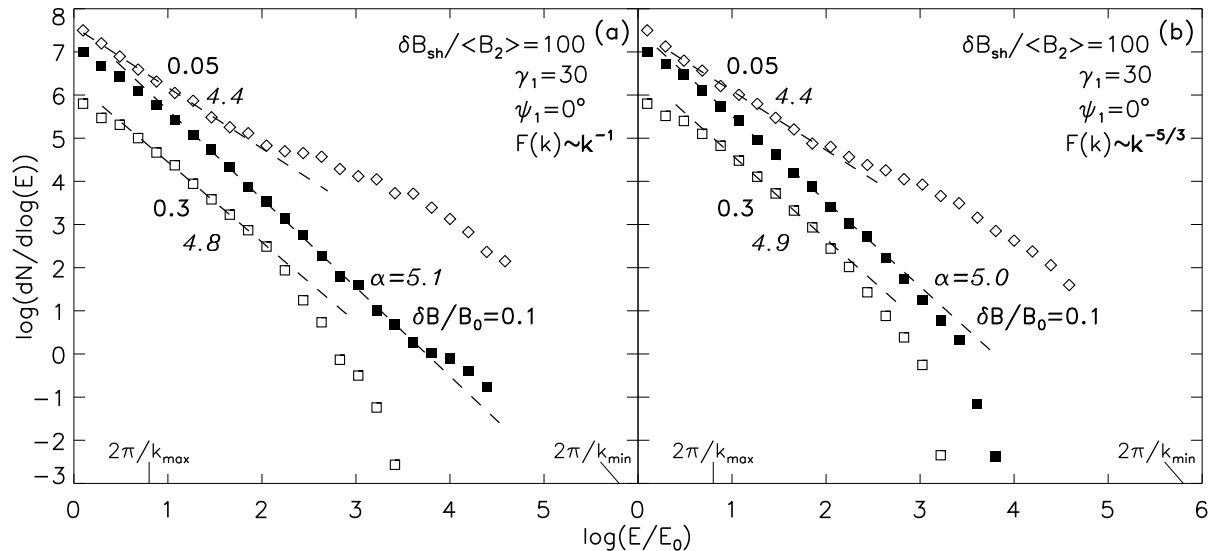 8
7
6
5
4
3
2
1
0
−1
−2
−3
log(dN/dlog(E))
δB_sh/<B_2>=100
(a)
γ_1=30
ψ_1=0°
F(k)~k^{-1}
0.05
4.4
0.3
4.8
α=5.1
δB/B_0=0.1
2π/k_max
2π/k_min
0
1
2
3
4
5
δB_sh/<B_2>=100
(b)
γ_1=30
ψ_1=0°
F(k)~k^{-5/3}
0.05
4.4
0.3
4.9
α=5.0
δB/B_0=0.1
2π/k_max
2π/k_min
0
1
2
3
4
5
6
log(E/E_0)